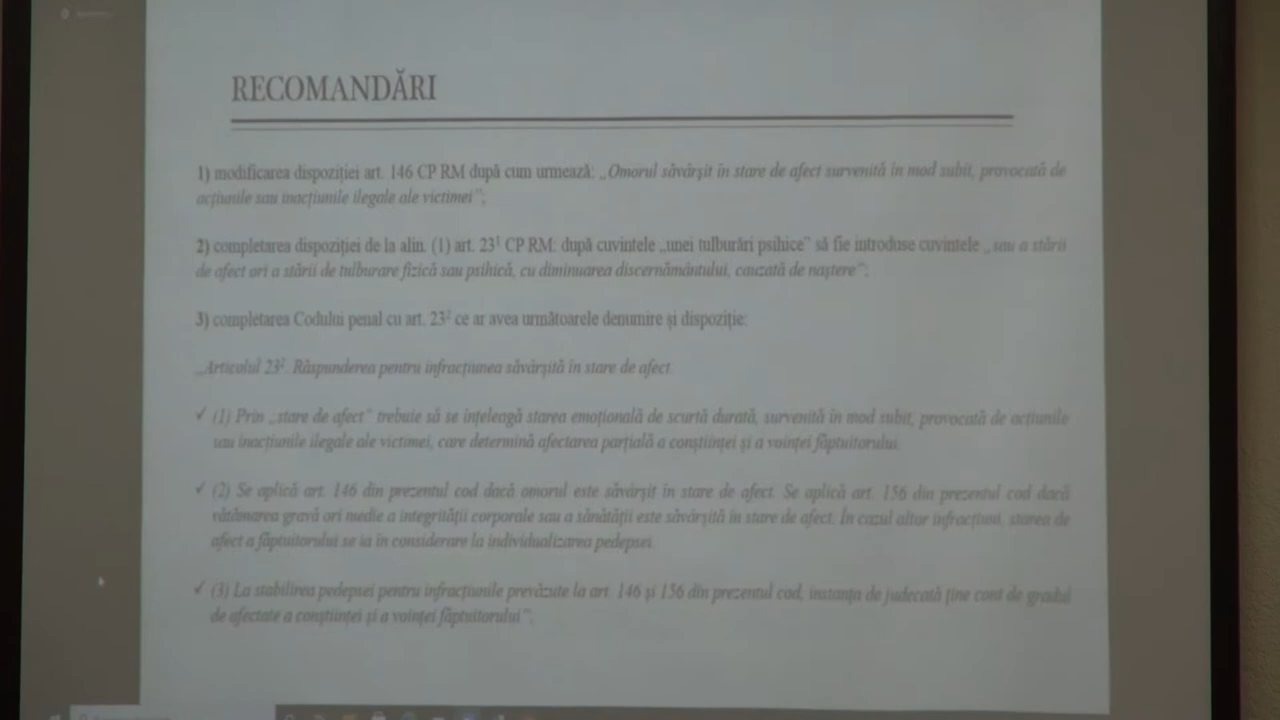 RECOMANDĂRI
1) modificarea dispoziției art. 146 CP RM după cum urmează: „Omorul săvârșit în stare de afect survenită în mod subit, provocată de
acțiunile sau inacțiunile ilegale ale victimei”;
2) completarea dispoziției de la alin. (1) art. 23¹ CP RM: după cuvintele „unei tulburări psihice” să fie introduse cuvintele „sau a stării
de afect ori a stării de tulburare fizică sau psihică, cu diminuarea discernământului, cauzată de naștere”;
3) completarea Codului penal cu art. 23² ce ar avea următoarele denumire și dispoziție:
„Articolul 23². Răspunderea pentru infracțiunea săvârșită în stare de afect
✓ (1) Prin „stare de afect” trebuie să se înțeleagă starea emoțională de scurtă durată, survenită în mod subit, provocată de acțiunile
sau inacțiunile ilegale ale victimei, care determină afectarea parțială a conștiinței și a voinței făptuitorului.
✓ (2) Se aplică art. 146 din prezentul cod dacă omorul este săvârșit în stare de afect. Se aplică art. 156 din prezentul cod dacă
vătămarea gravă ori medie a integrității corporale sau a sănătății este săvârșită în stare de afect. În cazul altor infracțiuni, starea de
afect a făptuitorului se ia în considerare la individualizarea pedepsei.
✓ (3) La stabilirea pedepsei pentru infracțiunile prevăzute la art. 146 și 156 din prezentul cod, instanța de judecată ține cont de gradul
de afectate a conștiinței și a voinței făptuitorului”.